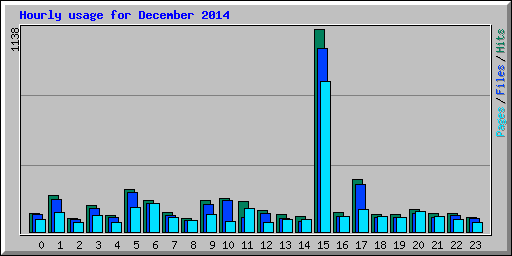 Hourly usage for December 2014
1138
Pages/Files/Hits
0 1 2 3 4 5 6 7 8 9 10 11 12 13 14 15 16 17 18 19 20 21 22 23